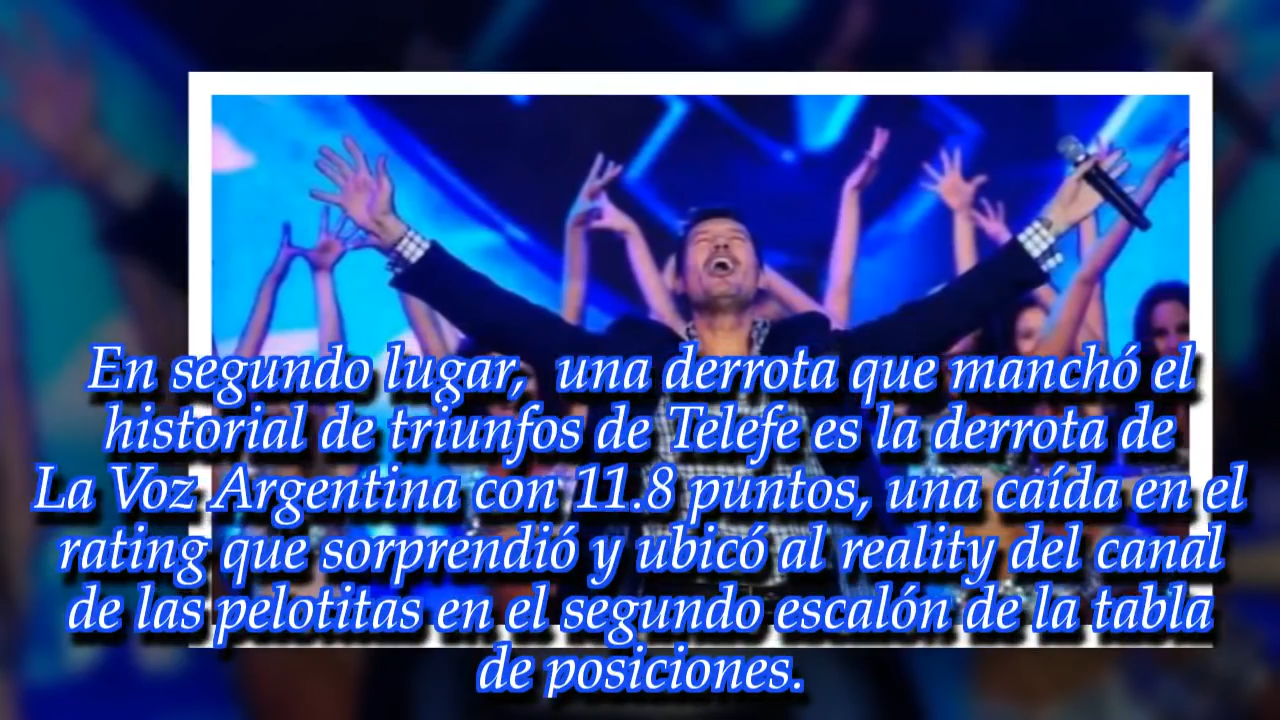 En segundo lugar,  una derrota que manchó el
historial de triunfos de Telefe es la derrota de
La Voz Argentina con 11.8 puntos, una caída en el
rating que sorprendió y ubicó al reality del canal
de las pelotitas en el segundo escalón de la tabla
de posiciones.